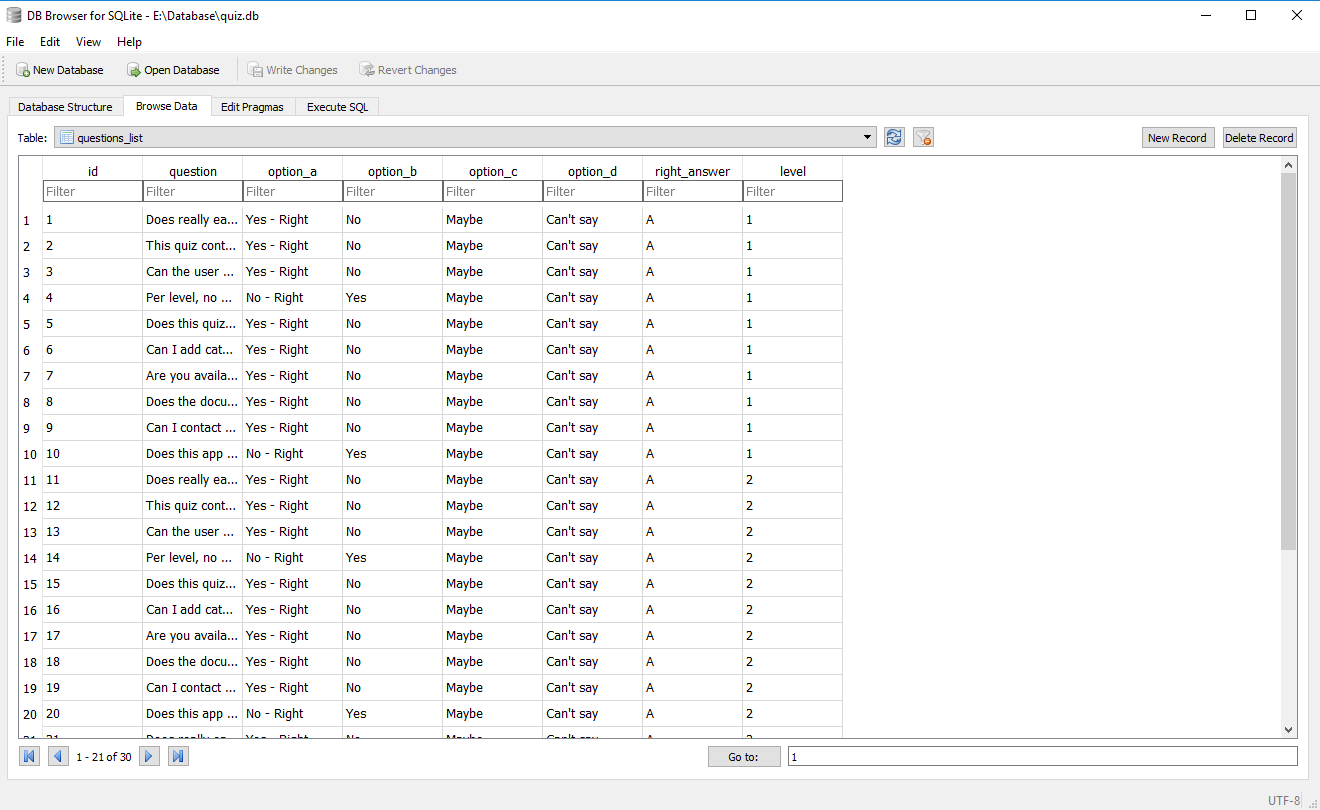 DB Browser for SQLite - E:\Database\quiz.db
File Edit View Help
New Database Open Database Write Changes Revert Changes
Database Structure Browse Data Edit Pragmas Execute SQL
Table: questions_list New Record Delete Record
id question option_a option_b option_c option_d right_answer level
Filter Filter Filter Filter Filter Filter Filter Filter
1 1 Does really ea... Yes - Right No Maybe Can't say A 1
2 2 This quiz cont... Yes - Right No Maybe Can't say A 1
3 3 Can the user ... Yes - Right No Maybe Can't say A 1
4 4 Per level, no ... No - Right Yes Maybe Can't say A 1
5 5 Does this quiz... Yes - Right No Maybe Can't say A 1
6 6 Can I add cat... Yes - Right No Maybe Can't say A 1
7 7 Are you availa... Yes - Right No Maybe Can't say A 1
8 8 Does the docu... Yes - Right No Maybe Can't say A 1
9 9 Can I contact ... Yes - Right No Maybe Can't say A 1
10 10 Does this app ... No - Right Yes Maybe Can't say A 1
11 11 Does really ea... Yes - Right No Maybe Can't say A 2
12 12 This quiz cont... Yes - Right No Maybe Can't say A 2
13 13 Can the user ... Yes - Right No Maybe Can't say A 2
14 14 Per level, no ... No - Right Yes Maybe Can't say A 2
15 15 Does this quiz... Yes - Right No Maybe Can't say A 2
16 16 Can I add cat... Yes - Right No Maybe Can't say A 2
17 17 Are you availa... Yes - Right No Maybe Can't say A 2
18 18 Does the docu... Yes - Right No Maybe Can't say A 2
19 19 Can I contact ... Yes - Right No Maybe Can't say A 2
20 20 Does this app ... No - Right Yes Maybe Can't say A 2
1 - 21 of 30 Go to: 1
UTF-8